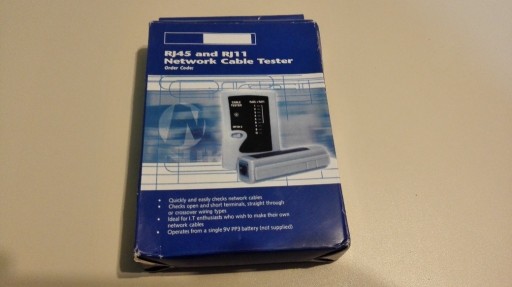 RJ45 and RJ11
Network Cable Tester
Order Code:
CABLE
TESTER
• Quickly and easily checks network cables
• Checks open and short terminals, straight through
or crossover wiring types
• Ideal for I.T enthusiasts who wish to make their own
network cables
• Operates from a single 9V PP3 battery (not supplied)